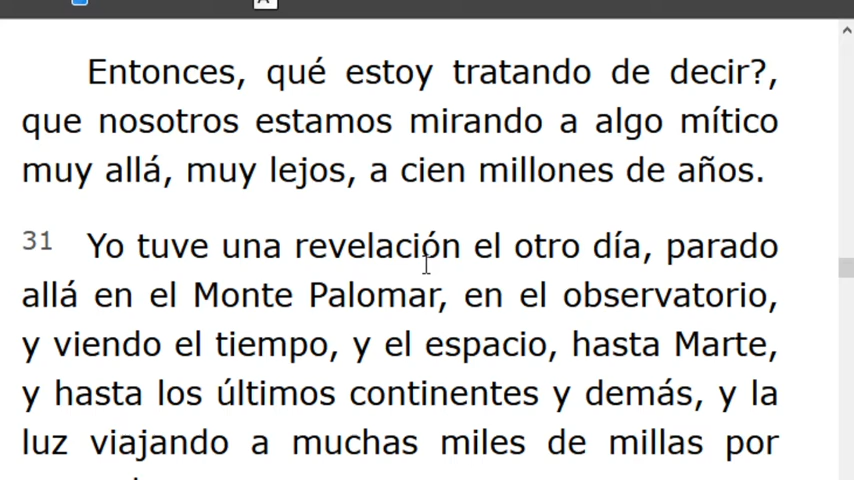 Entonces, qué estoy tratando de decir?,
que nosotros estamos mirando a algo mítico
muy allá, muy lejos, a cien millones de años.
31 Yo tuve una revelación el otro día, parado
allá en el Monte Palomar, en el observatorio,
y viendo el tiempo, y el espacio, hasta Marte,
y hasta los últimos continentes y demás, y la
luz viajando a muchas miles de millas por